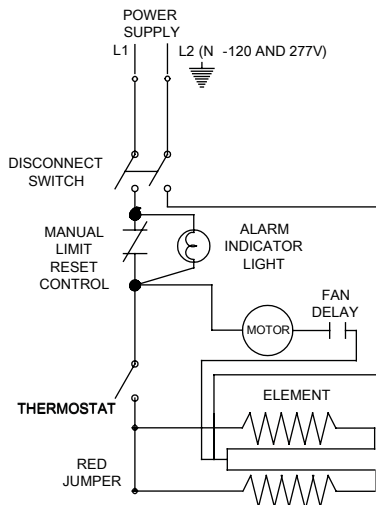 POWER
SUPPLY
L1
L2 (N -120 AND 277V)
DISCONNECT
SWITCH
MANUAL
LIMIT
RESET
CONTROL
ALARM
INDICATOR
LIGHT
FAN
DELAY
MOTOR
THERMOSTAT
ELEMENT
RED
JUMPER